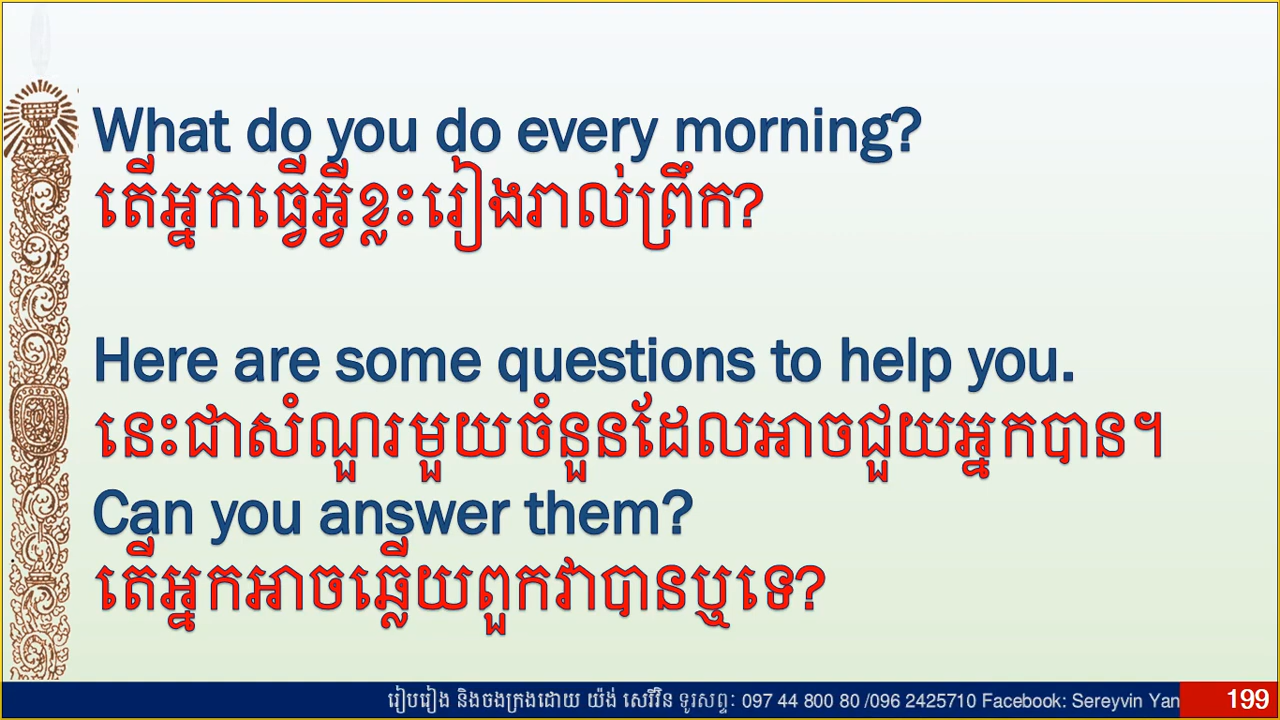 What do you do every morning?
តើអ្នកធ្វើអ្វីខ្លះរៀងរាល់ព្រឹក?
Here are some questions to help you.
នេះជាសំណួរមួយចំនួនដែលអាចជួយអ្នកបាន។
Can you answer them?
តើអ្នកអាចឆ្លើយពួកវាបានឬទេ?
រៀបរៀង និងចងក្រងដោយ យ៉ង់ សេរីវិន ទូរសព្ទៈ 097 44 800 80 /096 2425710 Facebook: Sereyvin Yan 199